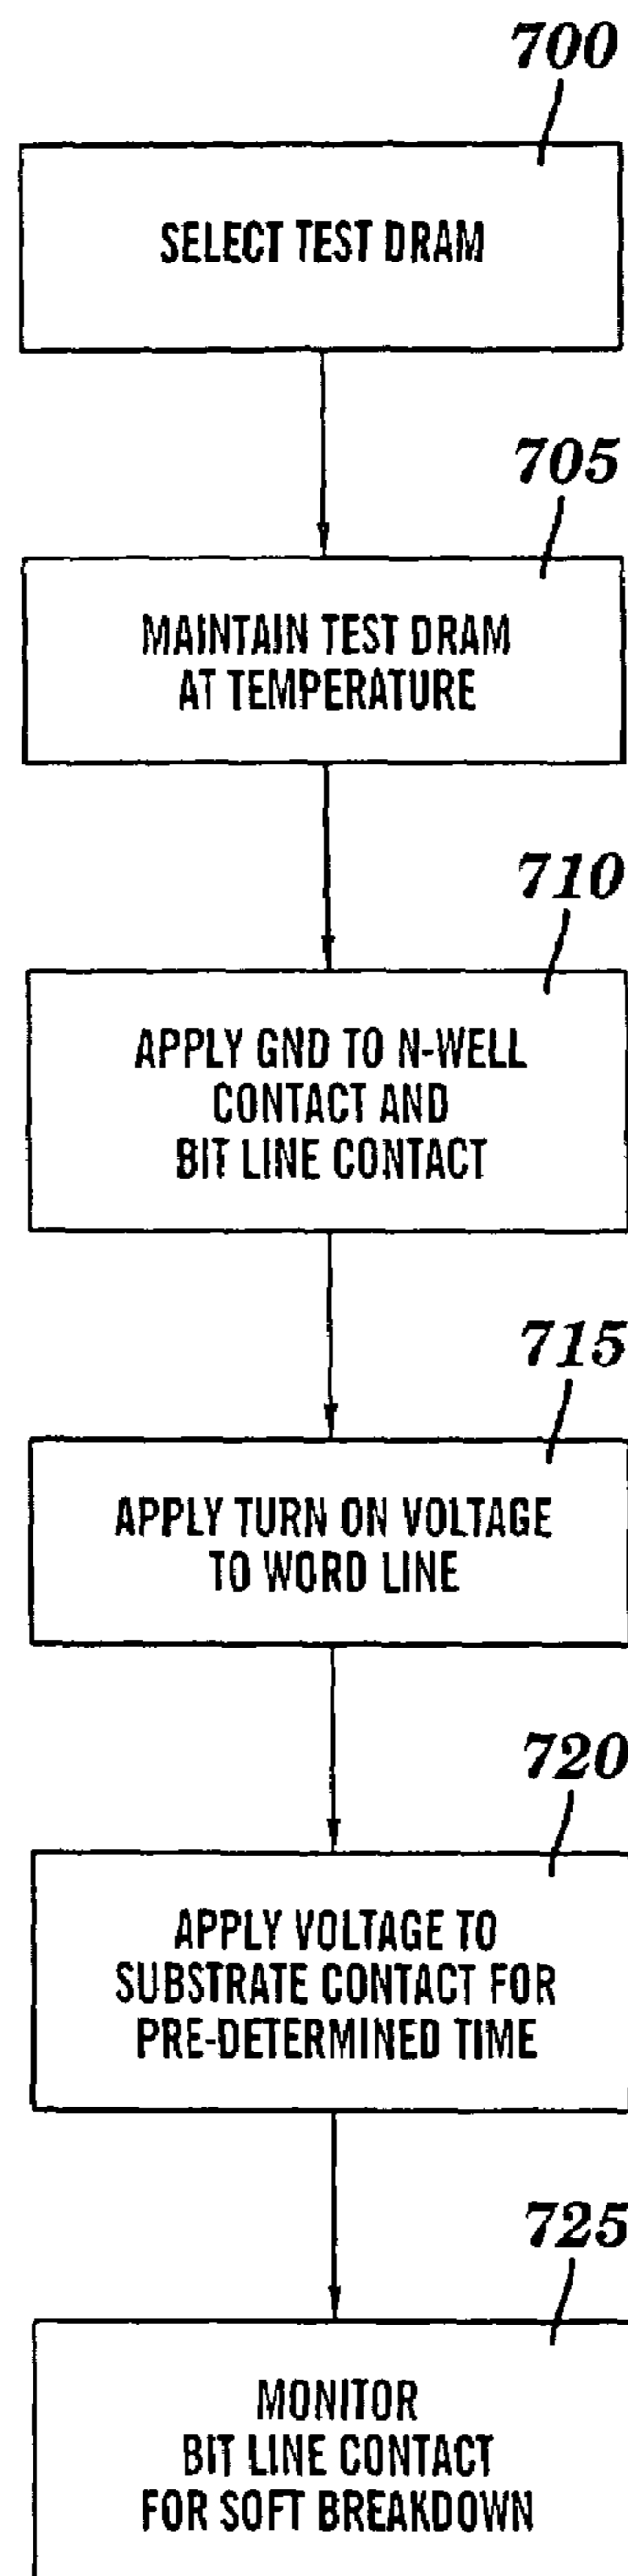 700
SELECT TEST DRAM
705
MAINTAIN TEST DRAM
AT TEMPERATURE
710
APPLY GND TO N-WELL
CONTACT AND
BIT LINE CONTACT
715
APPLY TURN ON VOLTAGE
TO WORD LINE
720
APPLY VOLTAGE TO
SUBSTRATE CONTACT FOR
PRE-DETERMINED TIME
725
MONITOR
BIT LINE CONTACT
FOR SOFT BREAKDOWN